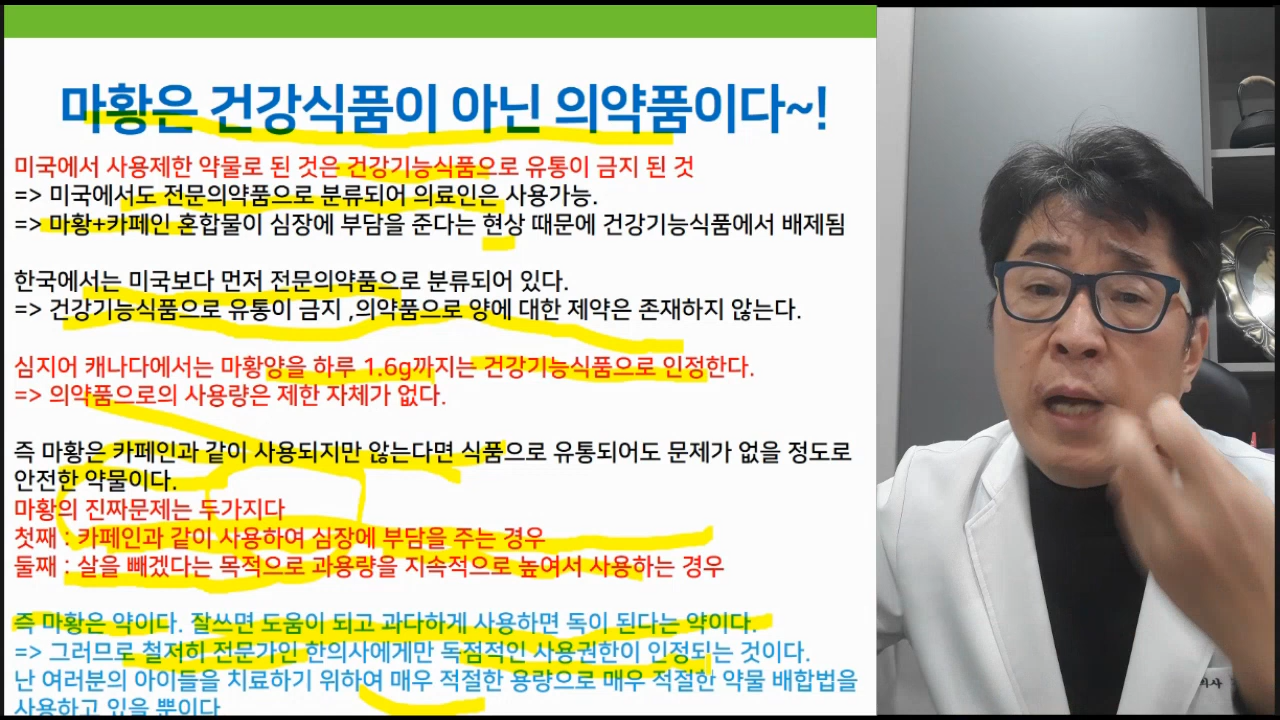 마황은 건강식품이 아닌 의약품이다~!
미국에서 사용제한 약물로 된 것은 건강기능식품으로 유통이 금지 된 것
=> 미국에서도 전문의약품으로 분류되어 의료인은 사용가능.
=> 마황+카페인 혼합물이 심장에 부담을 준다는 현상 때문에 건강기능식품에서 배제됨
한국에서는 미국보다 먼저 전문의약품으로 분류되어 있다.
=> 건강기능식품으로 유통이 금지 ,의약품으로 양에 대한 제약은 존재하지 않는다.
심지어 캐나다에서는 마황양을 하루 1.6g까지는 건강기능식품으로 인정한다.
=> 의약품으로의 사용량은 제한 자체가 없다.
즉 마황은 카페인과 같이 사용되지만 않는다면 식품으로 유통되어도 문제가 없을 정도로
안전한 약물이다.
마황의 진짜문제는 두가지다
첫째 : 카페인과 같이 사용하여 심장에 부담을 주는 경우
둘째 : 살을 빼겠다는 목적으로 과용량을 지속적으로 높여서 사용하는 경우
즉 마황은 약이다. 잘쓰면 도움이 되고 과다하게 사용하면 독이 된다는 약이다.
=> 그러므로 철저히 전문가인 한의사에게만 독점적인 사용권한이 인정되는 것이다.
난 여러분의 아이들을 치료하기 위하여 매우 적절한 용량으로 매우 적절한 약물 배합법을
사용하고 있을 뿐이다